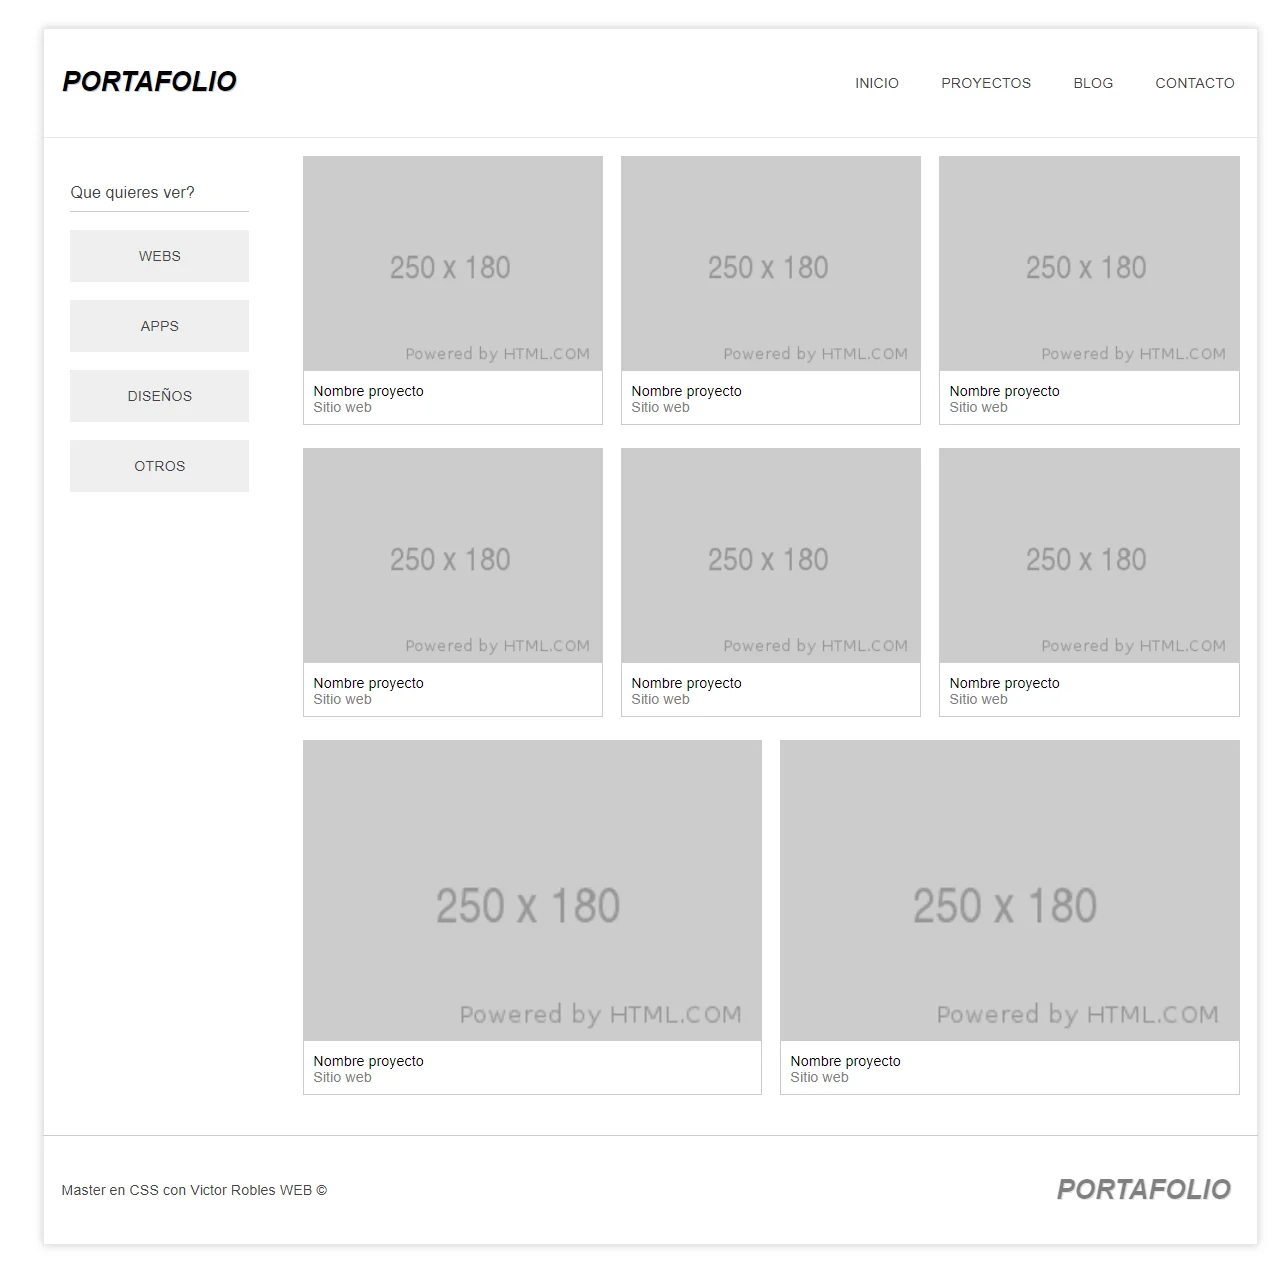 PORTAFOLIO
INICIO PROYECTOS BLOG CONTACTO
Que quieres ver?
WEBS
APPS
DISEÑOS
OTROS
250 x 180
Powered by HTML.COM
Nombre proyecto
Sitio web
250 x 180
Powered by HTML.COM
Nombre proyecto
Sitio web
250 x 180
Powered by HTML.COM
Nombre proyecto
Sitio web
250 x 180
Powered by HTML.COM
Nombre proyecto
Sitio web
250 x 180
Powered by HTML.COM
Nombre proyecto
Sitio web
250 x 180
Powered by HTML.COM
Nombre proyecto
Sitio web
250 x 180
Powered by HTML.COM
Nombre proyecto
Sitio web
250 x 180
Powered by HTML.COM
Nombre proyecto
Sitio web
Master en CSS con Victor Robles WEB ©
PORTAFOLIO